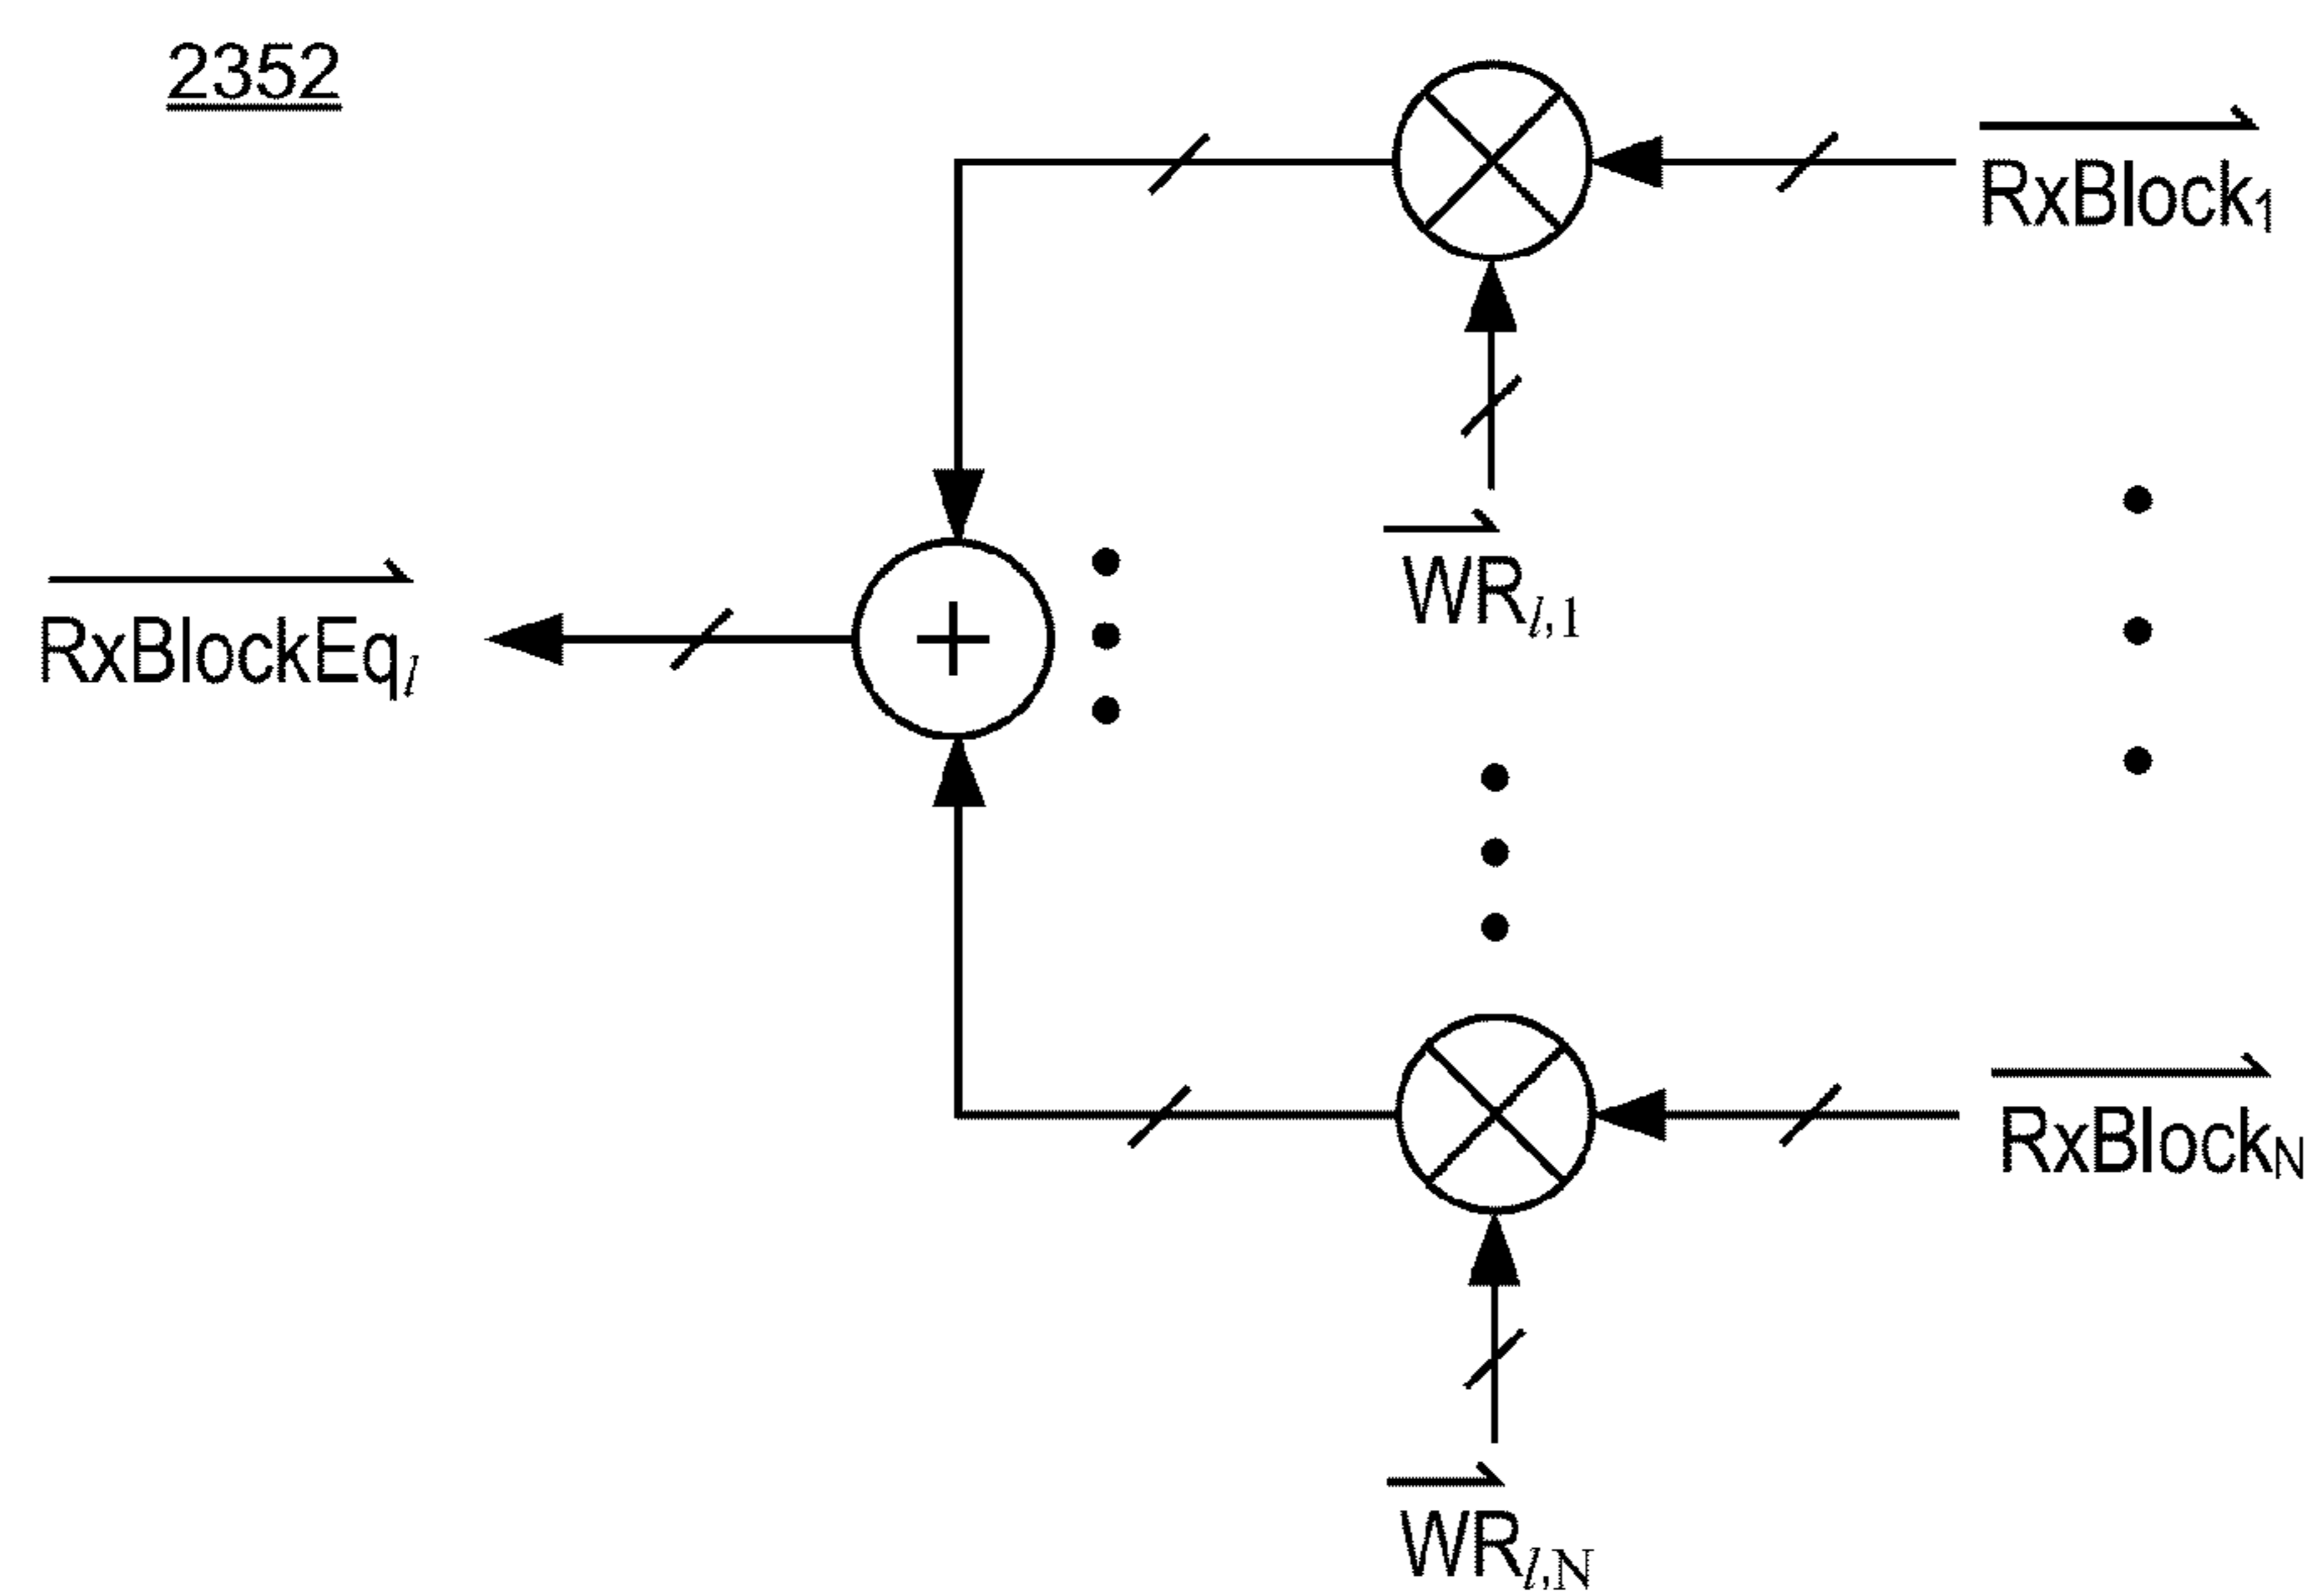 2352
RxBlock1
WRl,1
RxBlockEql
+
RxBlockN
WRl,N